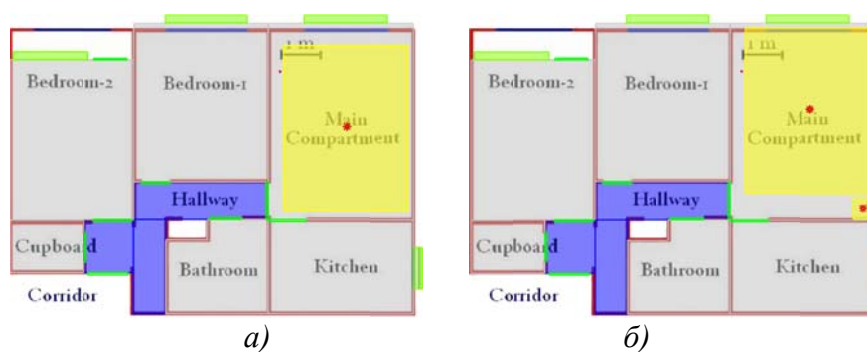 1 m
Bedroom-2
Bedroom-1
Main
Compartment
Hallway
Cupboard
Bathroom
Kitchen
Corridor
а)
1 m
Bedroom-2
Bedroom-1
Main
Compartment
Hallway
Cupboard
Bathroom
Kitchen
Corridor
б)